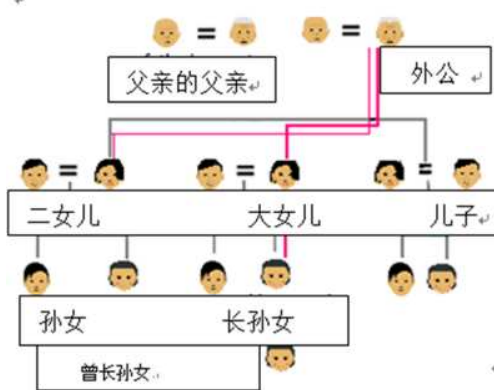 父亲的父亲
外公
二女儿 大女儿 儿子
孙女 长孙女
曾长孙女